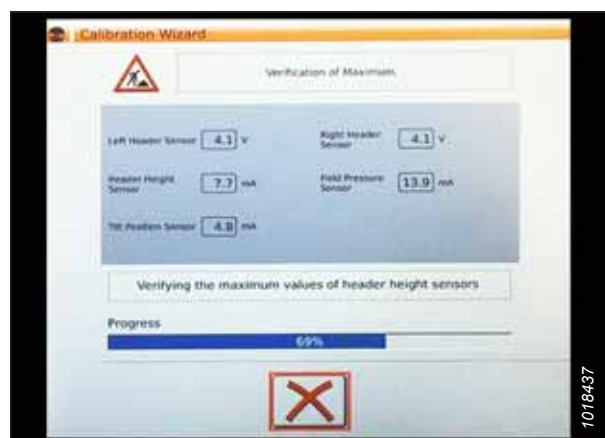 Calibration Wizard
Verification of Maximum
Left Header Sensor 4.1 V
Right Header Sensor 4.1 V
Header Height Sensor 7.7 mA
Field Pressure Sensor 13.9 mA
Tilt Position Sensor 4.8 mA
Verifying the maximum values of header height sensors
Progress
69%
1018437